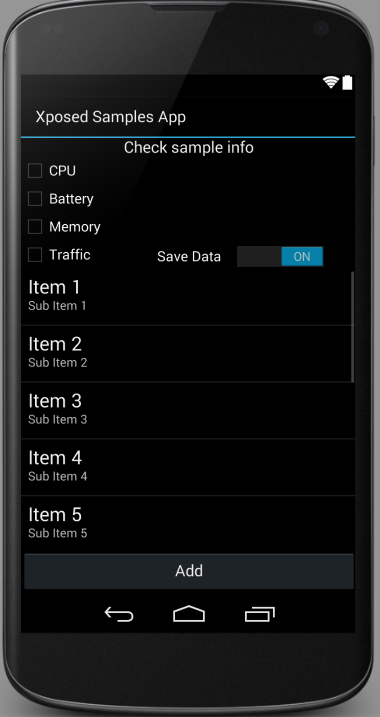 Xposed Samples App
Check sample info
CPU
Battery
Memory
Traffic Save Data ON
Item 1
Sub Item 1
Item 2
Sub Item 2
Item 3
Sub Item 3
Item 4
Sub Item 4
Item 5
Sub Item 5
Add